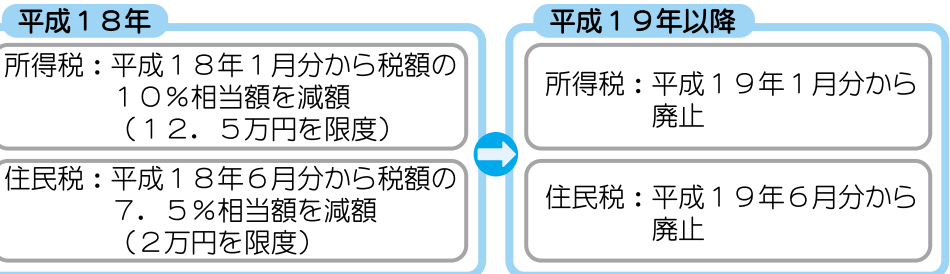 平成１８年
所得税：平成１８年１月分から税額の
１０％相当額を減額
（１２．５万円を限度）
住民税：平成１８年６月分から税額の
７．５％相当額を減額
（２万円を限度）
平成１９年以降
所得税：平成１９年１月分から
廃止
住民税：平成１９年６月分から
廃止